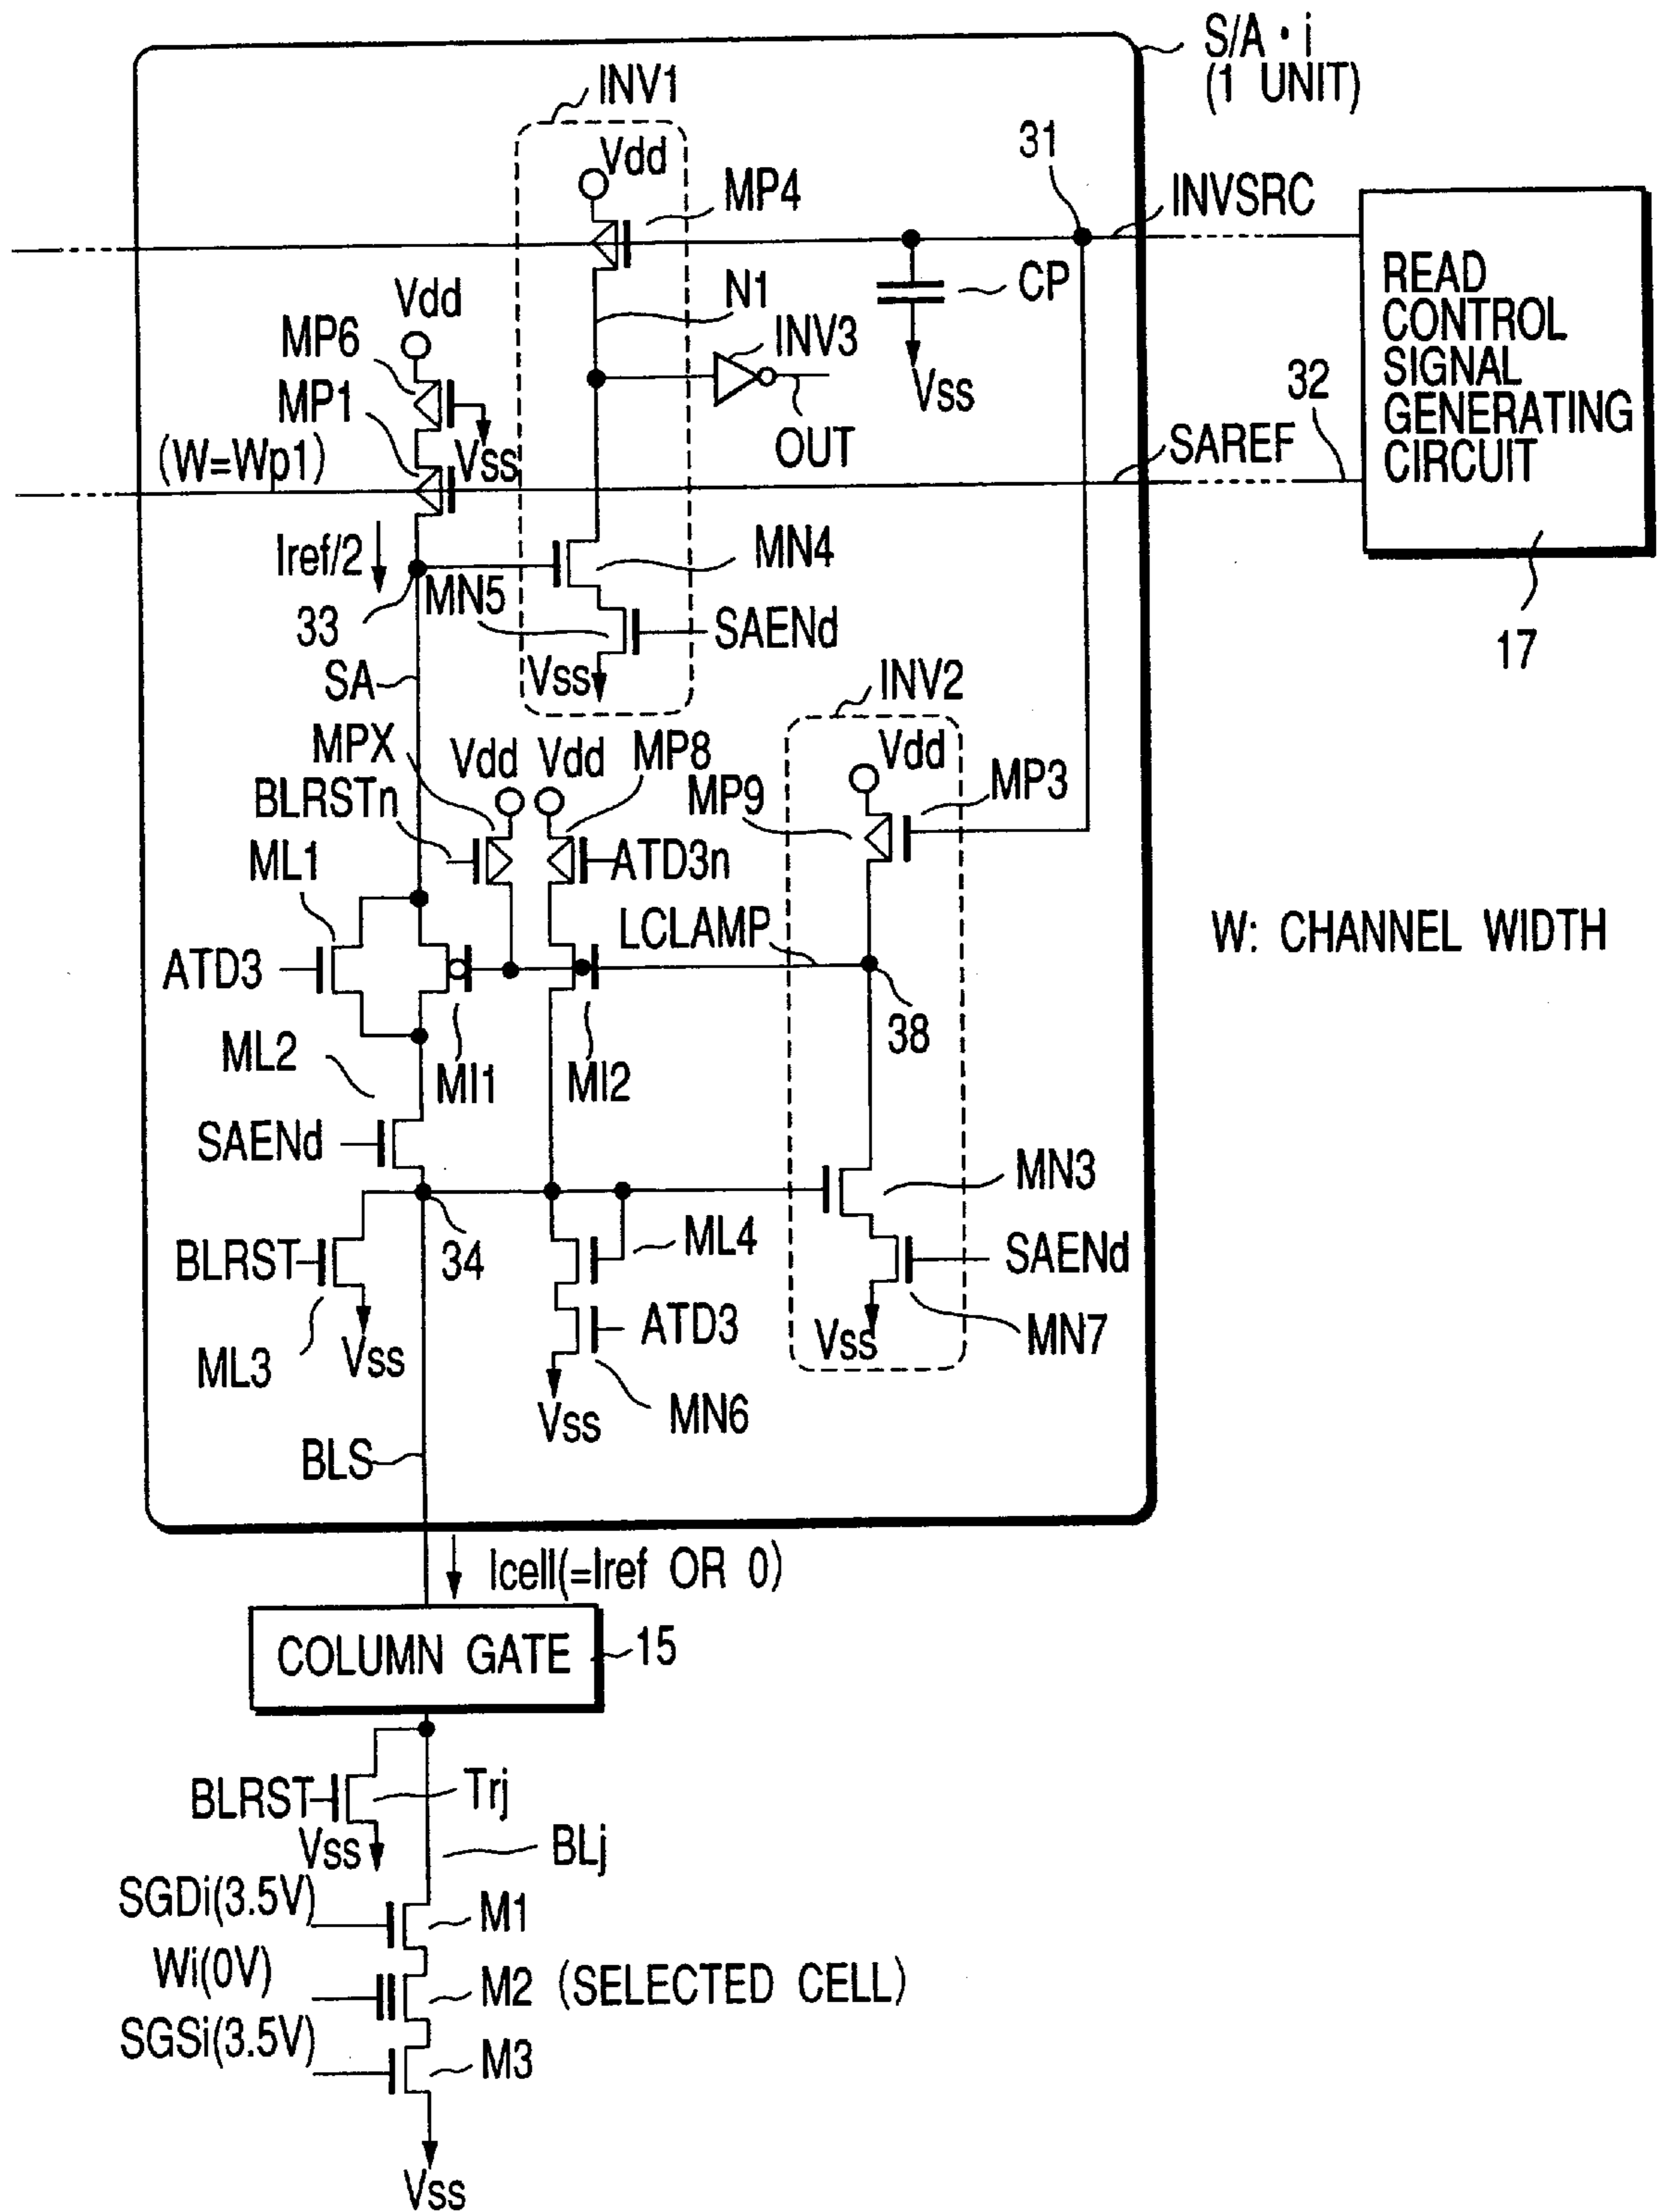 S/A · i
(1 UNIT)
INV1
Vdd
MP4
31
INVSRC
READ
CONTROL
SIGNAL
GENERATING
CIRCUIT
N1
CP
Vdd
MP6
INV3
MP1
Vss
Vss
OUT
32
(W=Wp1)
SAREF
Iref/2
MN4
MN5
33
SAENd
17
SA
Vss
INV2
MPX
Vdd
Vdd
MP8
Vdd
MP9
MP3
BLRSTn
ML1
ATD3n
LCLAMP
W: CHANNEL WIDTH
ATD3
38
ML2
MI1
MI2
SAENd
MN3
ML4
BLRST
34
SAENd
ATD3
MN7
ML3
Vss
Vss
Vss
MN6
BLS
Icell(=Iref OR 0)
COLUMN GATE
15
BLRST
Trj
Vss
BLj
SGDi(3.5V)
M1
Wi(0V)
M2 (SELECTED CELL)
SGSi(3.5V)
M3
Vss